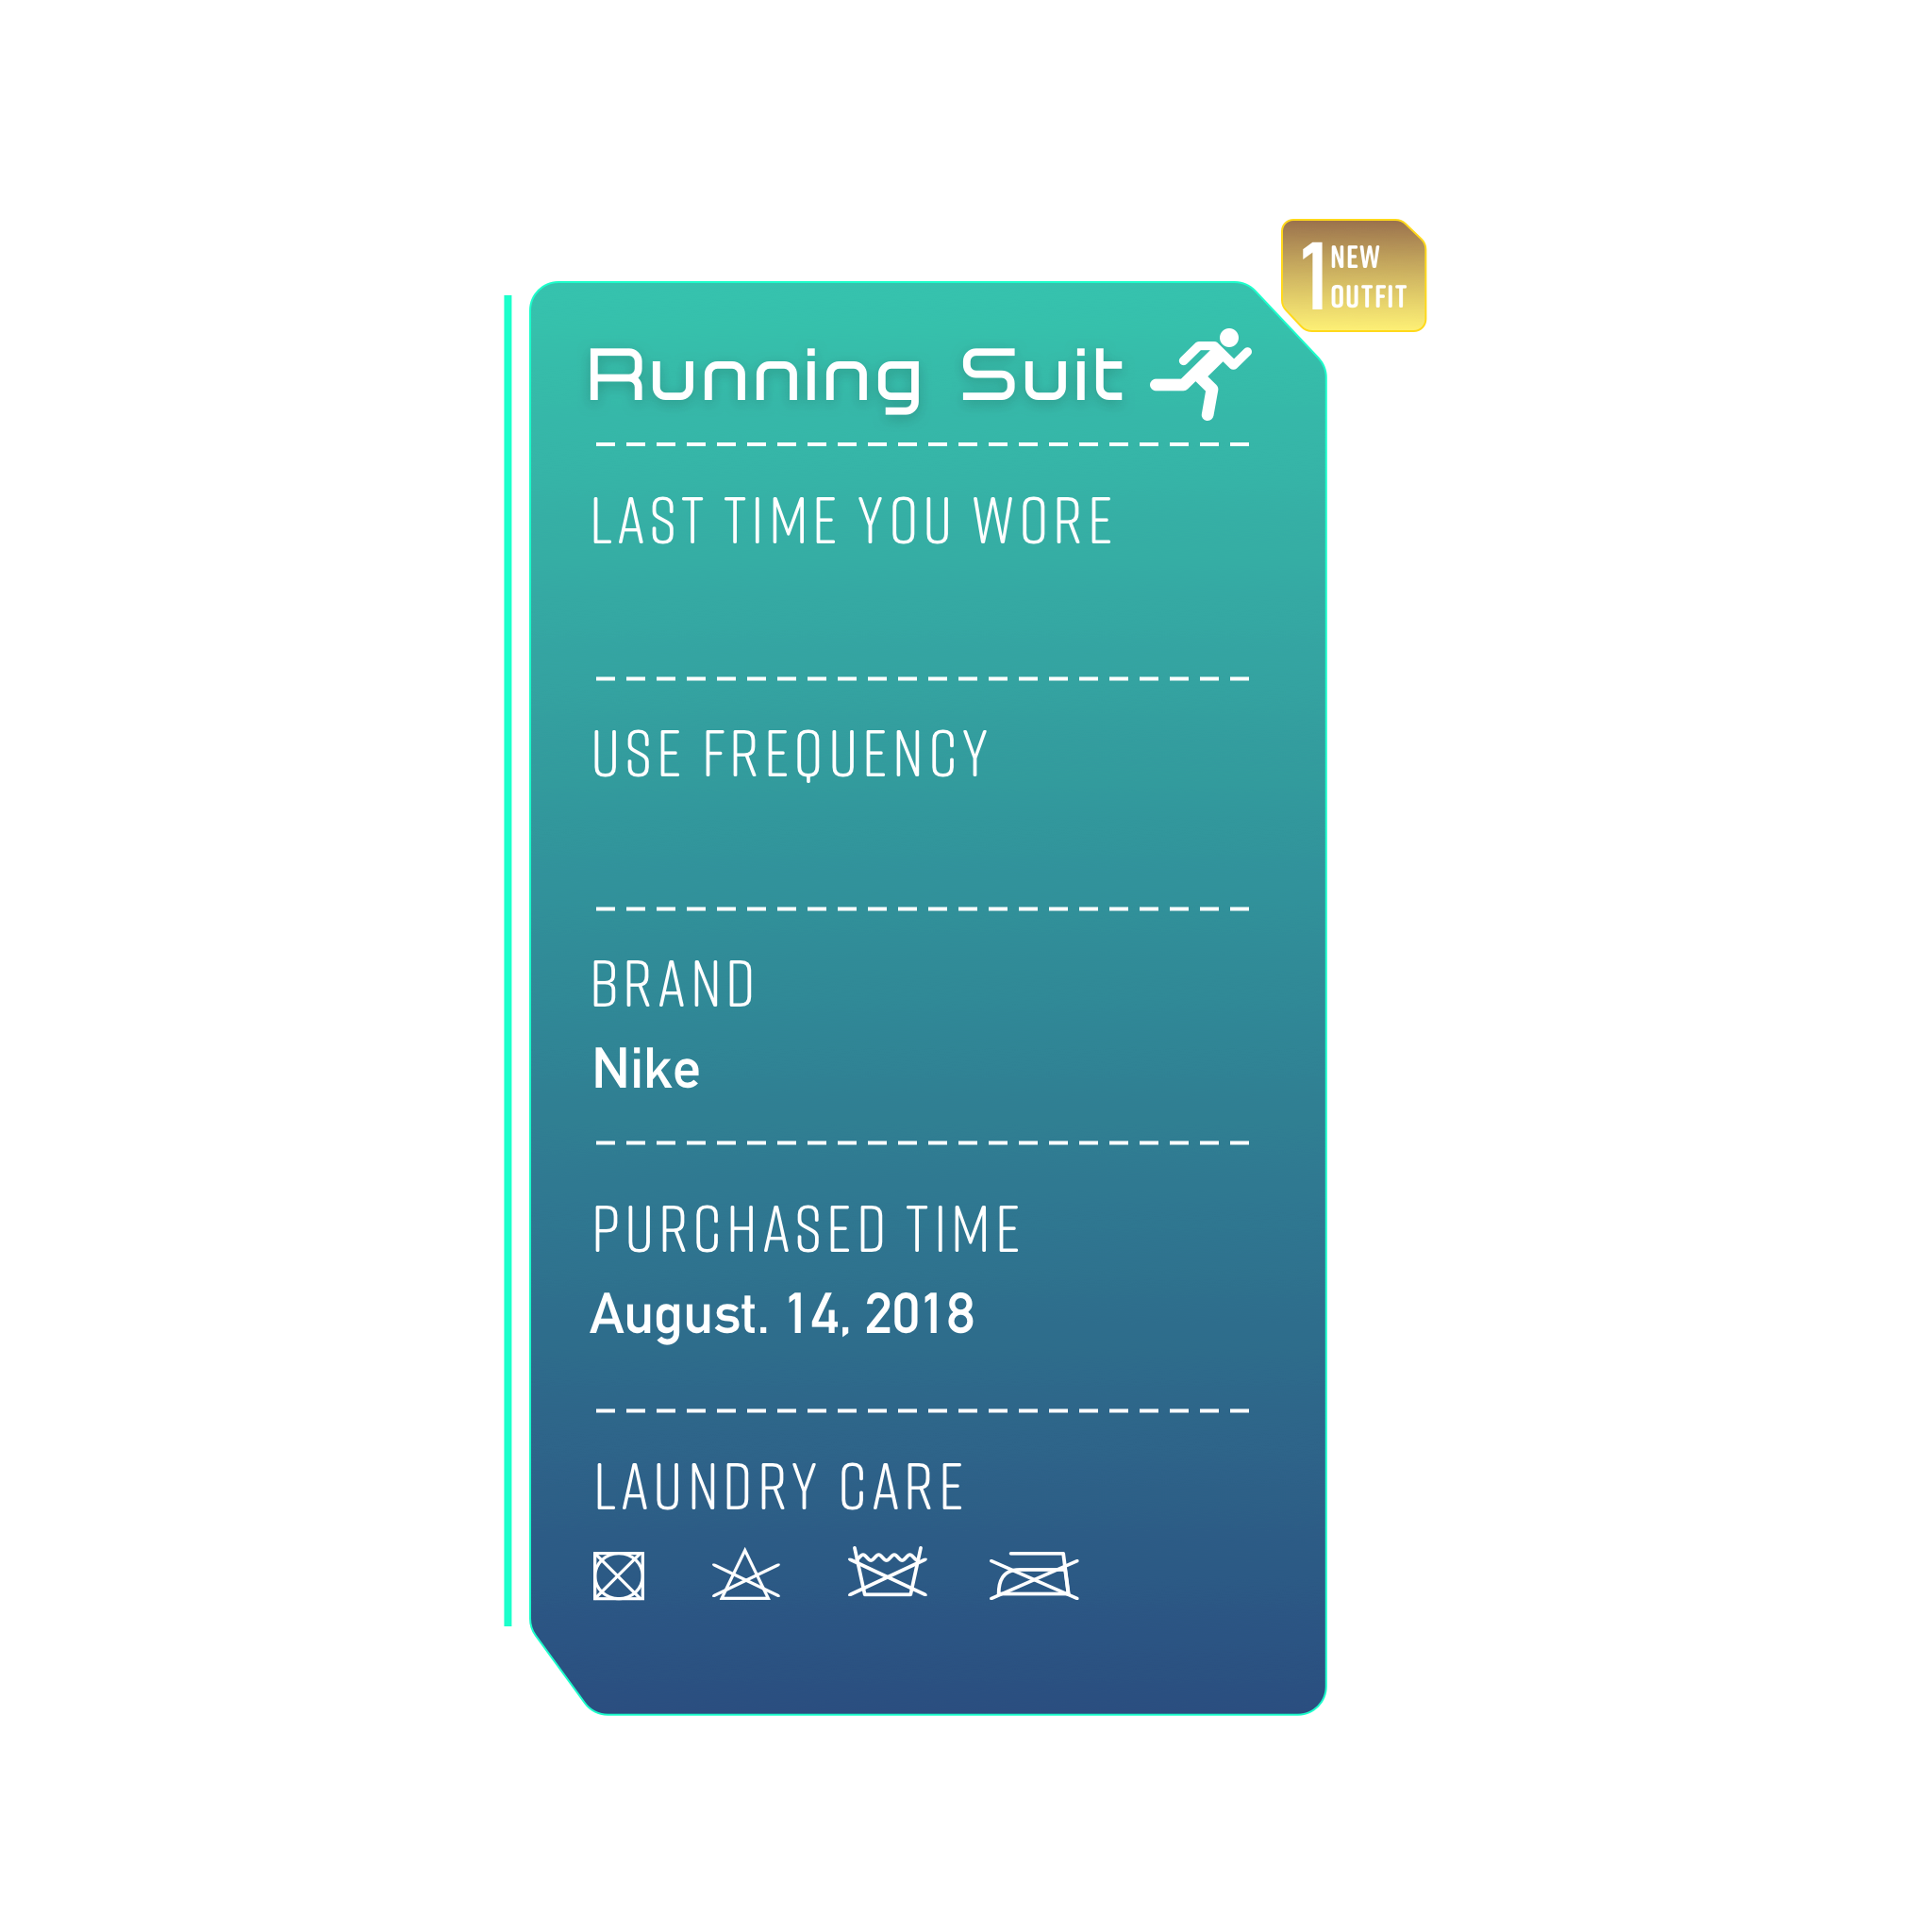 1 NEW
OUTFIT
Running Suit
LAST TIME YOU WORE
USE FREQUENCY
BRAND
Nike
PURCHASED TIME
August. 14, 2018
LAUNDRY CARE